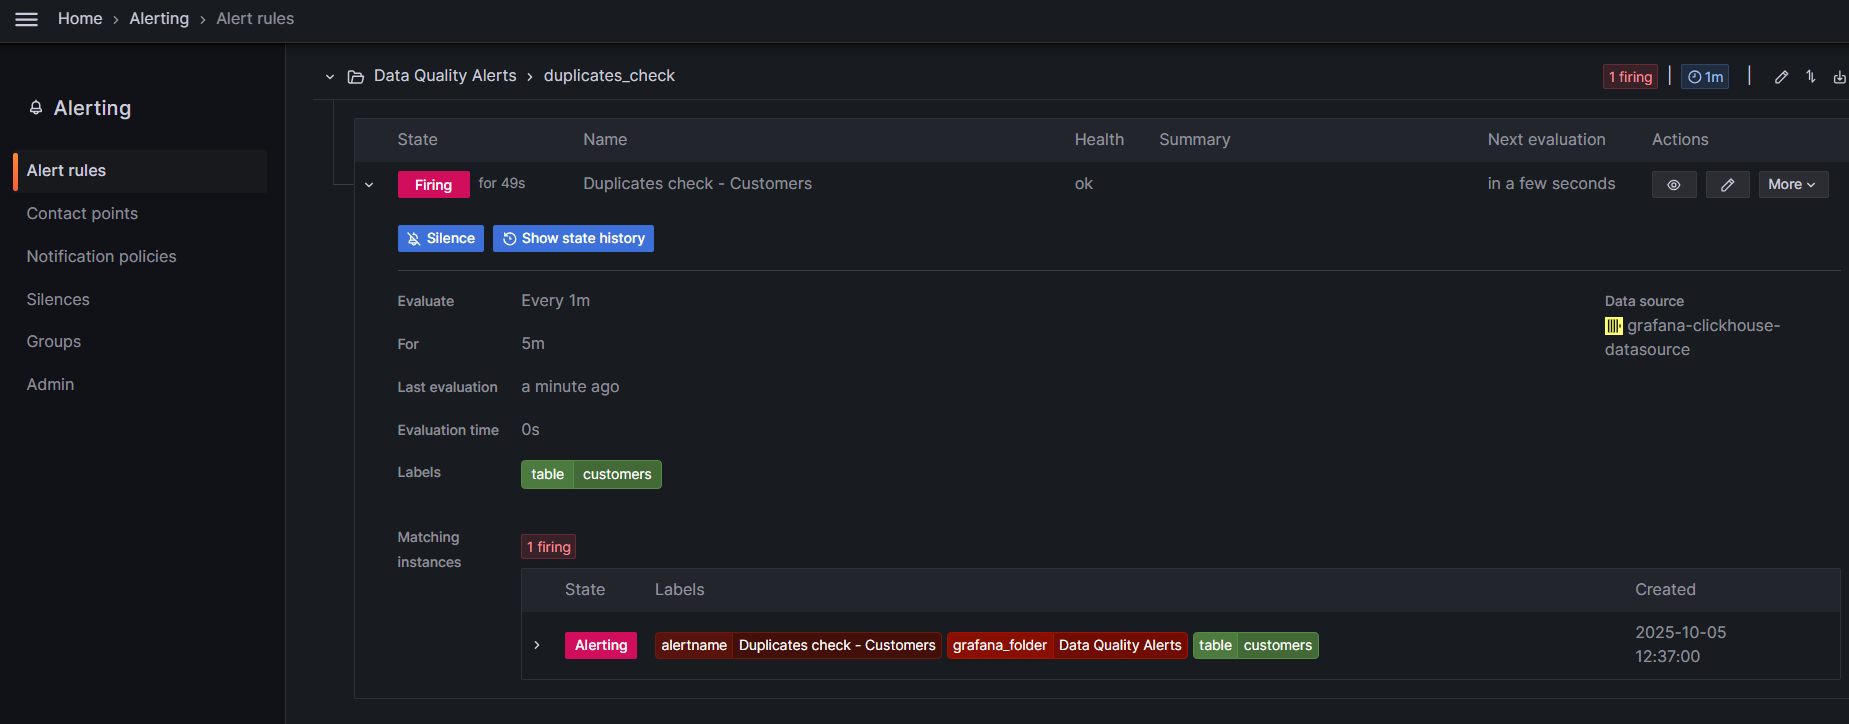 Home › Alerting › Alert rules
Alerting
Alert rules
Contact points
Notification policies
Silences
Groups
Admin
Data Quality Alerts › duplicates_check
1 firing | 1m |
State Name Health Summary Next evaluation Actions
Firing for 49s Duplicates check - Customers ok in a few seconds More
Silence Show state history
Evaluate Every 1m
For 5m
Last evaluation a minute ago
Evaluation time 0s
Labels table customers
Data source
grafana-clickhouse-
datasource
Matching
instances
1 firing
State Labels Created
Alerting alertname Duplicates check - Customers grafana_folder Data Quality Alerts table customers
2025-10-05
12:37:00